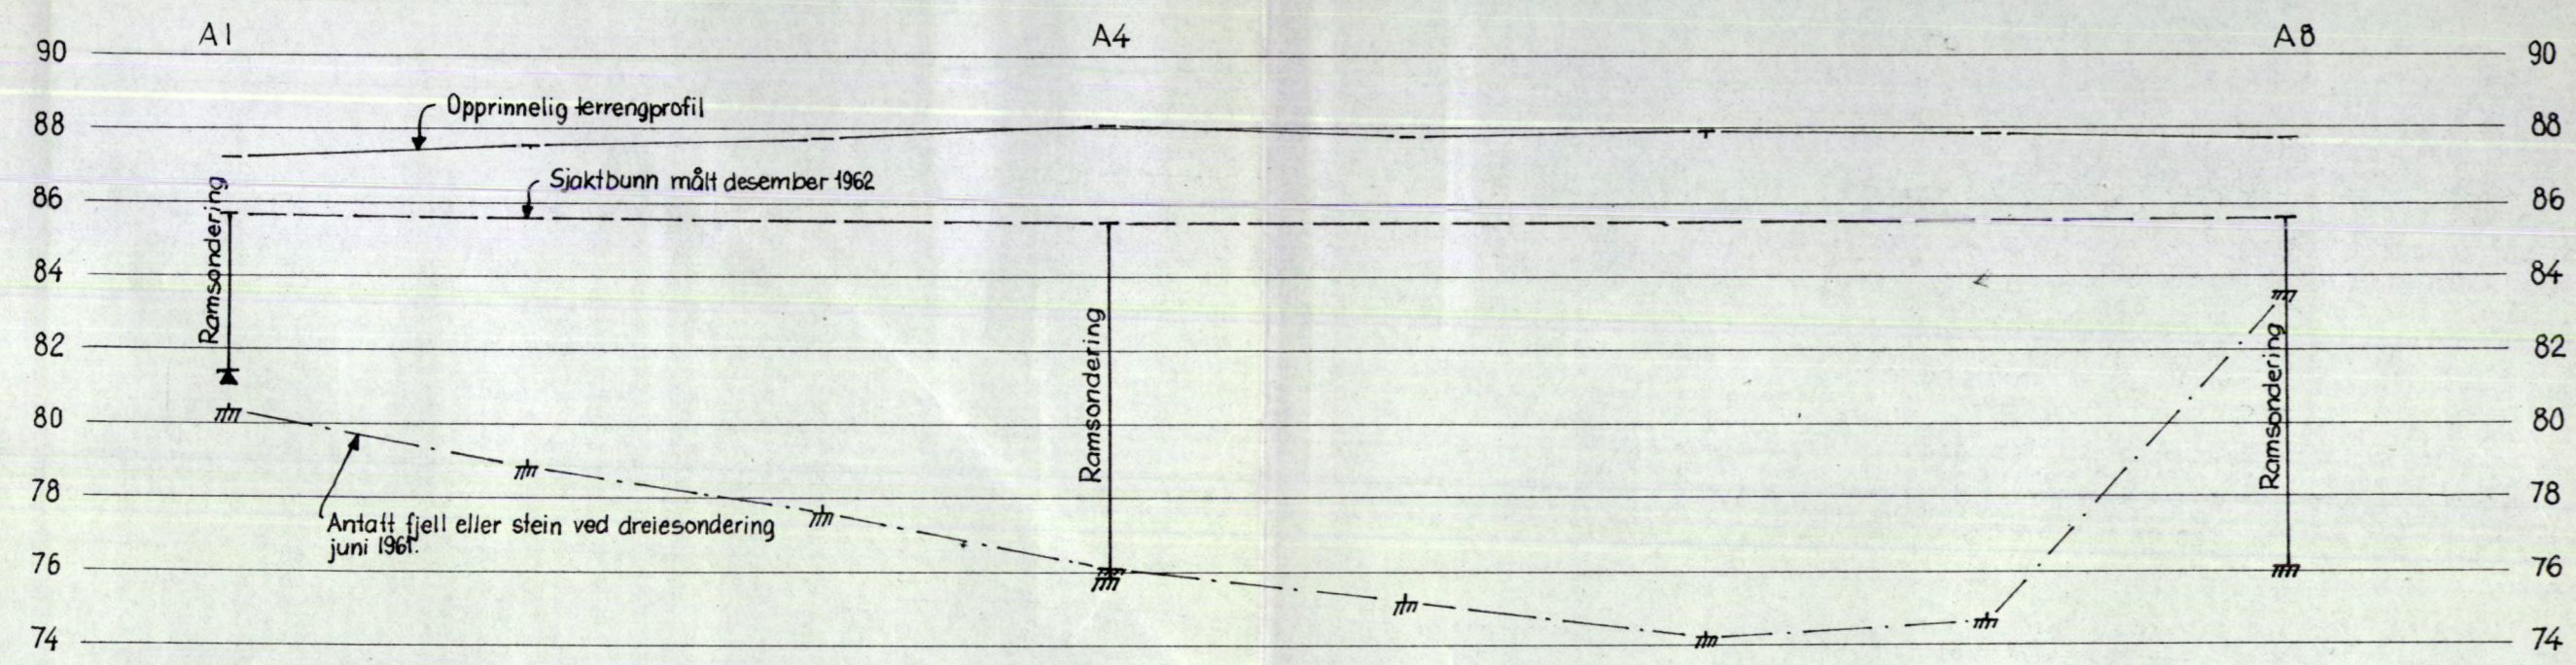 A1 A4 A8
90 90
Opprinnelig terrengprofil
88 88
Sjaktbunn målt desember 1962
86 86
Ramsondering
84 84
82 82
Ramsondering
Ramsondering
80 80
78 78
Antatt fjell eller stein ved dreiesondering
juni 1961.
76 76
74 74